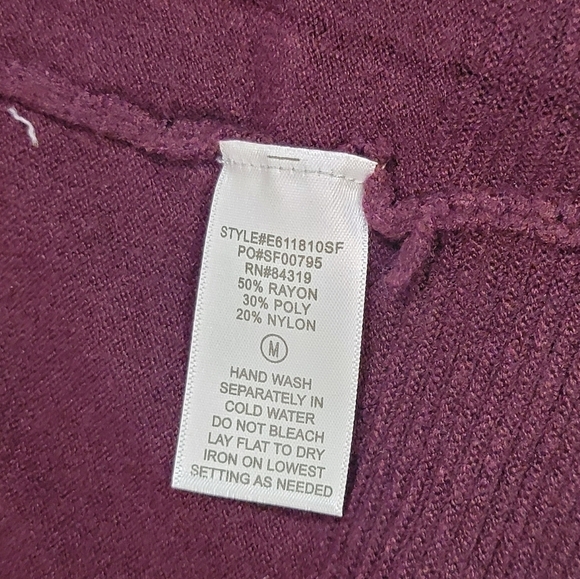 STYLE#E611810SF
PO#SF00795
RN#84319
50% RAYON
30% POLY
20% NYLON
M
HAND WASH
SEPARATELY IN
COLD WATER
DO NOT BLEACH
LAY FLAT TO DRY
IRON ON LOWEST
SETTING AS NEEDED